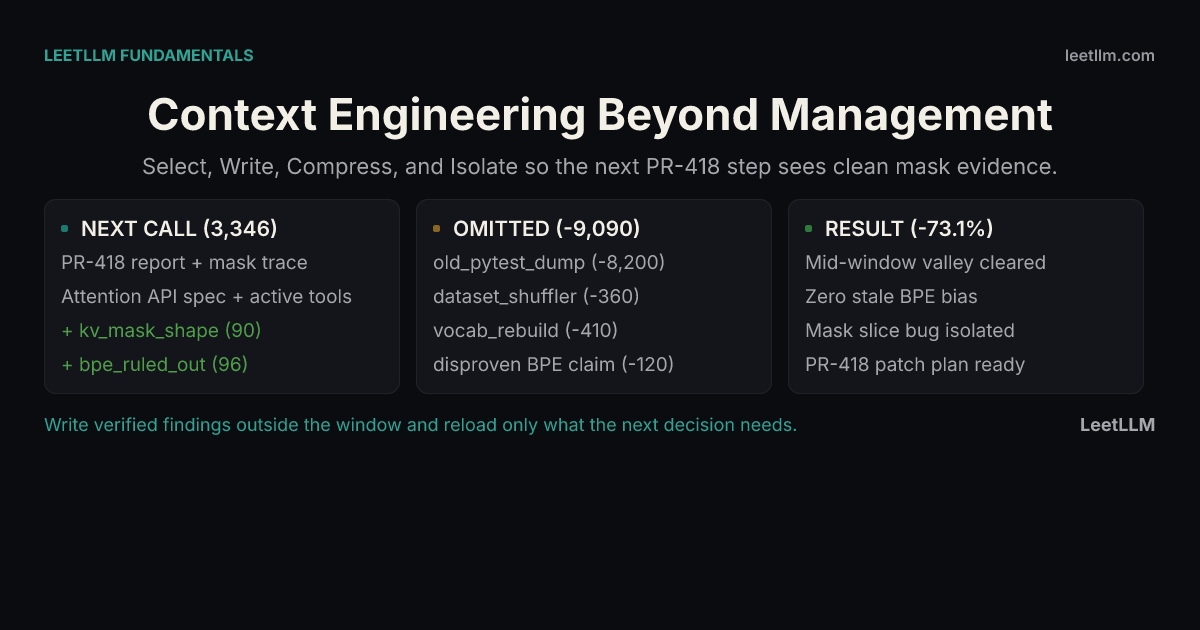 LEETLLM FUNDAMENTALS
leetllm.com
Context Engineering Beyond Management
Select, Write, Compress, and Isolate so the next PR-418 step sees clean mask evidence.
NEXT CALL (3,346)
PR-418 report + mask trace
Attention API spec + active tools
+ kv_mask_shape (90)
+ bpe_ruled_out (96)
OMITTED (-9,090)
old_pytest_dump (-8,200)
dataset_shuffler (-360)
vocab_rebuild (-410)
disproven BPE claim (-120)
RESULT (-73.1%)
Mid-window valley cleared
Zero stale BPE bias
Mask slice bug isolated
PR-418 patch plan ready
Write verified findings outside the window and reload only what the next decision needs.
LeetLLM